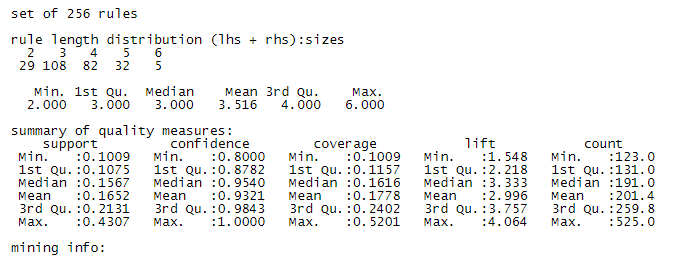 set of 256 rules
rule length distribution (lhs + rhs):sizes
2 3 4 5 6
29 108 82 32 5
Min. 1st Qu. Median Mean 3rd Qu. Max.
2.000 3.000 3.000 3.516 4.000 6.000
summary of quality measures:
support confidence coverage lift count
Min. :0.1009 Min. :0.8000 Min. :0.1009 Min. :1.548 Min. :123.0
1st Qu.:0.1075 1st Qu.:0.8782 1st Qu.:0.1157 1st Qu.:2.218 1st Qu.:131.0
Median :0.1567 Median :0.9540 Median :0.1616 Median :3.333 Median :191.0
Mean :0.1652 Mean :0.9321 Mean :0.1778 Mean :2.996 Mean :201.4
3rd Qu.:0.2131 3rd Qu.:0.9843 3rd Qu.:0.2402 3rd Qu.:3.757 3rd Qu.:259.8
Max. :0.4307 Max. :1.0000 Max. :0.5201 Max. :4.064 Max. :525.0
mining info: